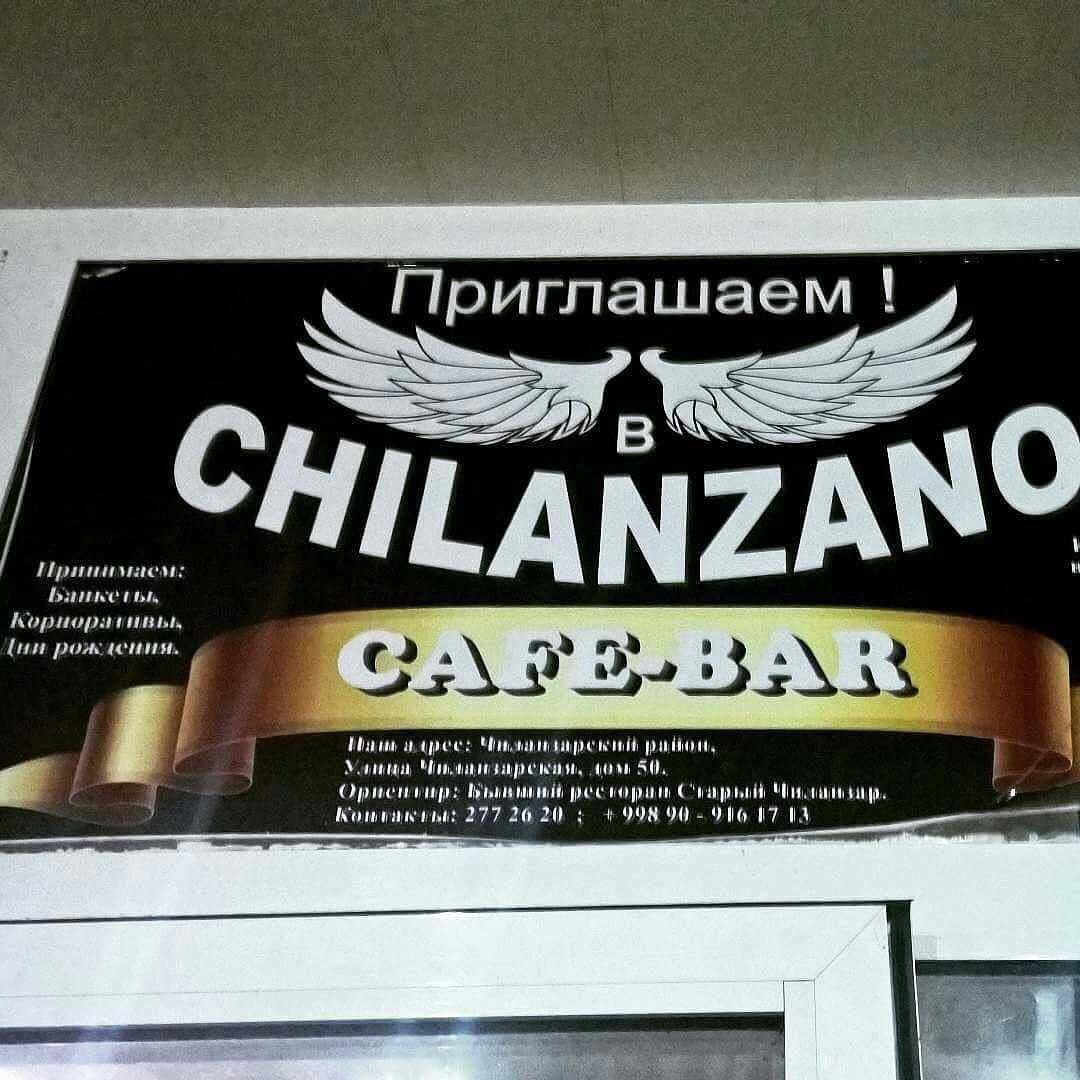 Приглашаем !
в
CHILANZANO
Принимаем:
Банкеты,
Корпоративы,
Дни рождения.
CAFE-BAR
Наш адрес: Чиланзарский район,
Улица Чиланзарская, дом 50.
Ориентир: Бывший ресторан Старый Чиланзар.
Контакты: 277 26 20 ; + 998 90 - 916 17 13